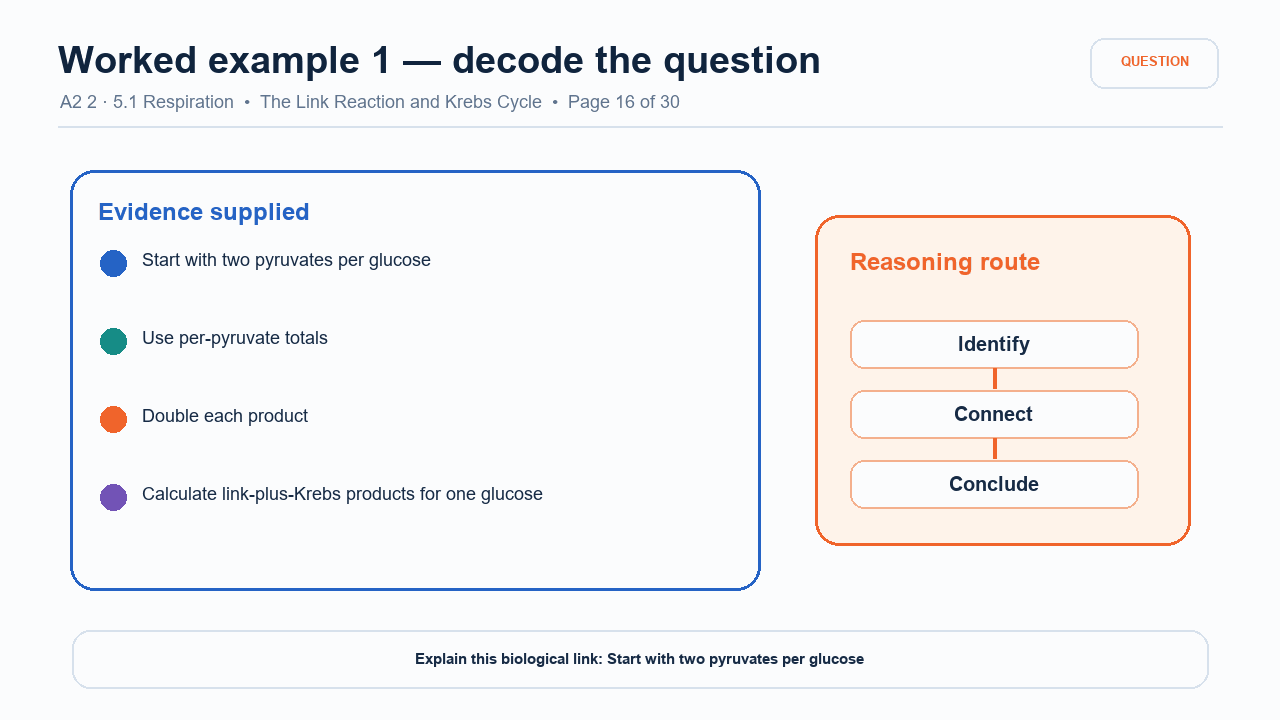 Worked example 1 — decode the question
QUESTION
A2 2 · 5.1 Respiration • The Link Reaction and Krebs Cycle • Page 16 of 30
Evidence supplied
Start with two pyruvates per glucose
Use per-pyruvate totals
Double each product
Calculate link-plus-Krebs products for one glucose
Reasoning route
Identify
Connect
Conclude
Explain this biological link: Start with two pyruvates per glucose